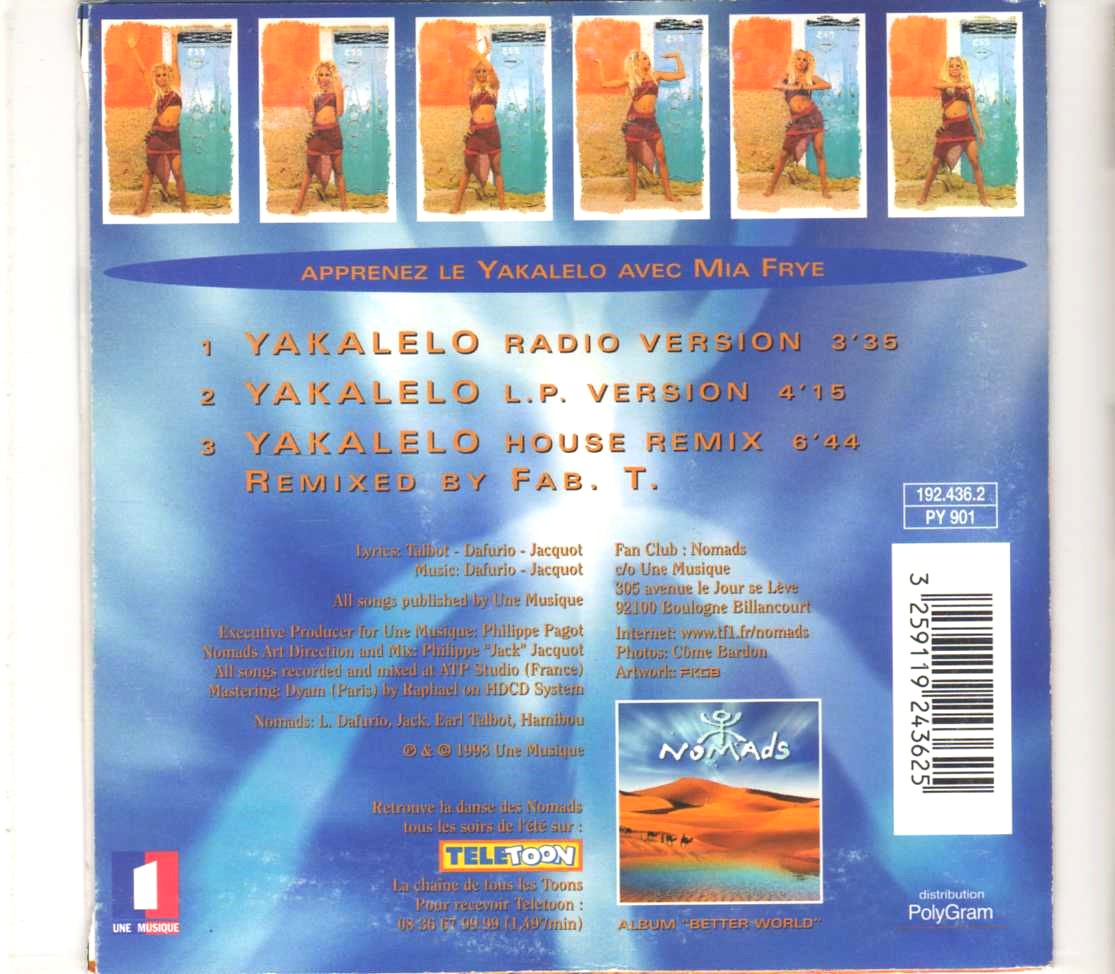 APPRENEZ LE YAKALELO AVEC MIA FRYE
1 YAKALELO RADIO VERSION 3'35
2 YAKALELO L.P. VERSION 4'15
3 YAKALELO HOUSE REMIX 6'44
REMIXED BY FAB. T.
192.436.2
PY 901
Lyrics: Talbot - Dafurio - Jacquot
Music: Dafurio - Jacquot
All songs published by Une Musique
Executive Producer for Une Musique: Philippe Pagot
Nomads Art Direction and Mix: Philippe "Jack" Jacquot
All songs recorded and mixed at ATP Studio (France)
Mastering: Dyam (Paris) by Raphael on HDCD System
Nomads: L. Dafurio, Jack, Earl Talbot, Hamibou
℗ & © 1998 Une Musique
Fan Club : Nomads
c/o Une Musique
305 avenue le Jour se Lève
92100 Boulogne Billancourt
Internet: www.tf1.fr/nomads
Photos: Côme Bardon
Artwork: FKGB
3 259119 243625
NOMADS
ALBUM "BETTER WORLD"
Retrouve la danse des Nomads
tous les soirs de l'été sur :
TELETOON
La chaîne de tous les Toons
Pour recevoir Teletoon :
08 36 67 99 99 (1,49F/min)
1
UNE MUSIQUE
distribution
PolyGram